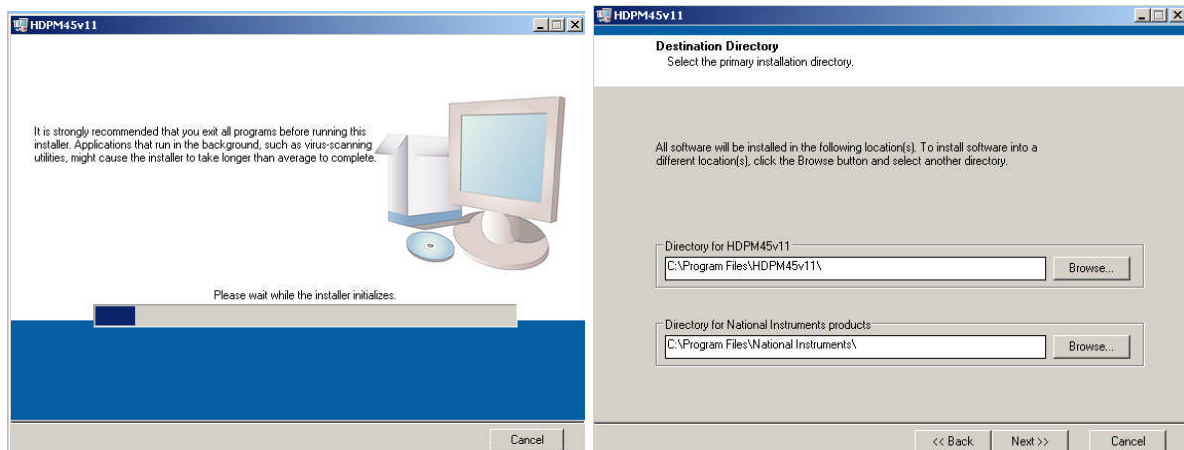 HDPM45v11
It is strongly recommended that you exit all programs before running this
installer. Applications that run in the background, such as virus-scanning
utilities, might cause the installer to take longer than average to complete.
Please wait while the installer initializes.
Cancel
HDPM45v11
Destination Directory
Select the primary installation directory.
All software will be installed in the following location(s). To install software into a
different location(s), click the Browse button and select another directory.
Directory for HDPM45v11
C:\Program Files\HDPM45v11\
Browse...
Directory for National Instruments products
C:\Program Files\National Instruments\
Browse...
<< Back
Next >>
Cancel